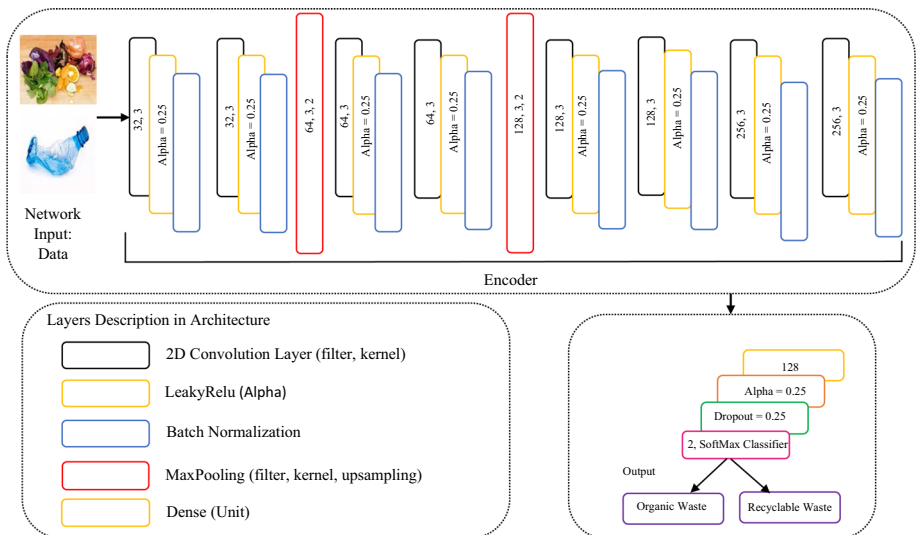 Network
Input:
Data
32, 3
Alpha = 0.25
32, 3
Alpha = 0.25
64, 3, 2
64, 3
Alpha = 0.25
64, 3
Alpha = 0.25
128, 3, 2
128, 3
Alpha = 0.25
128, 3
Alpha = 0.25
256, 3
Alpha = 0.25
256, 3
Alpha = 0.25
Encoder
Layers Description in Architecture
2D Convolution Layer (filter, kernel)
LeakyRelu (Alpha)
Batch Normalization
MaxPooling (filter, kernel, upsampling)
Dense (Unit)
128
Alpha = 0.25
Dropout = 0.25
2, SoftMax Classifier
Output
Organic Waste
Recyclable Waste